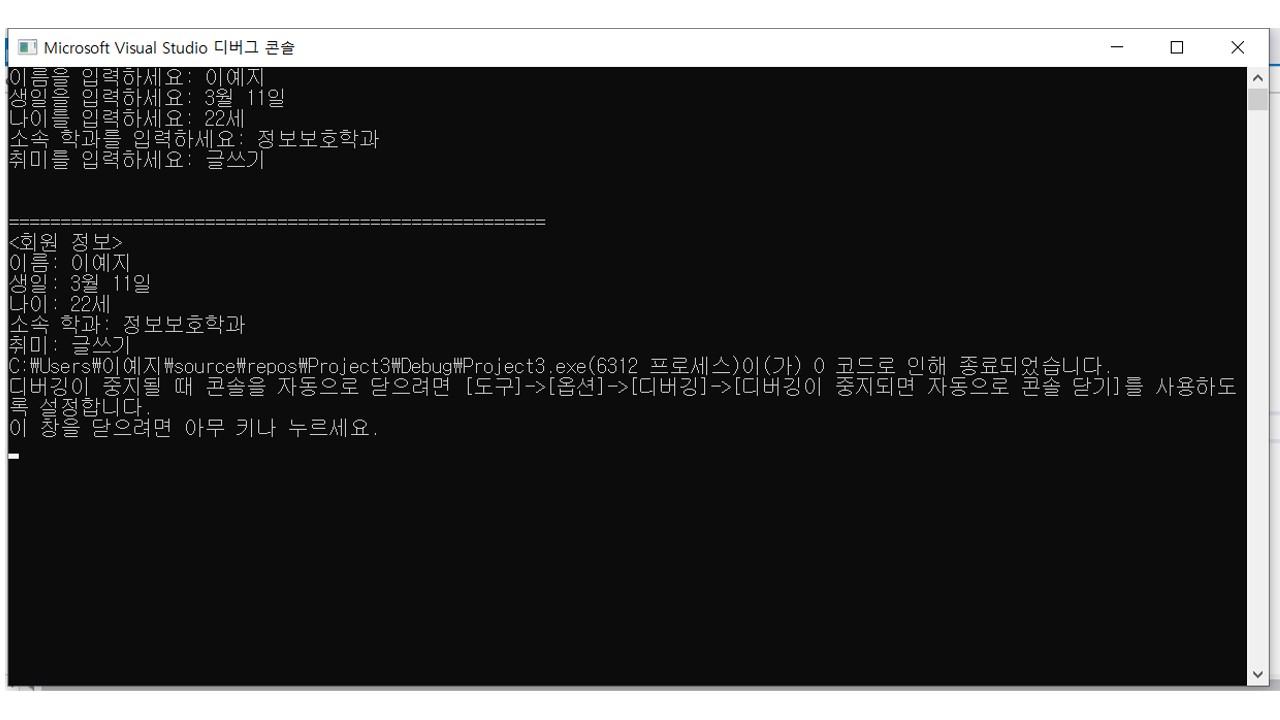 Microsoft Visual Studio 디버그 콘솔
이름을 입력하세요: 이예지
생일을 입력하세요: 3월 11일
나이를 입력하세요: 22세
소속 학과를 입력하세요: 정보보호학과
취미를 입력하세요: 글쓰기
====================================================
<회원 정보>
이름: 이예지
생일: 3월 11일
나이: 22세
소속 학과: 정보보호학과
취미: 글쓰기
C:₩Users₩이예지₩source₩repos₩Project3₩Debug₩Project3.exe(6312 프로세스)이(가) 0 코드로 인해 종료되었습니다.
디버깅이 중지될 때 콘솔을 자동으로 닫으려면 [도구]->[옵션]->[디버깅]->[디버깅이 중지되면 자동으로 콘솔 닫기]를 사용하도
록 설정합니다.
이 창을 닫으려면 아무 키나 누르세요.